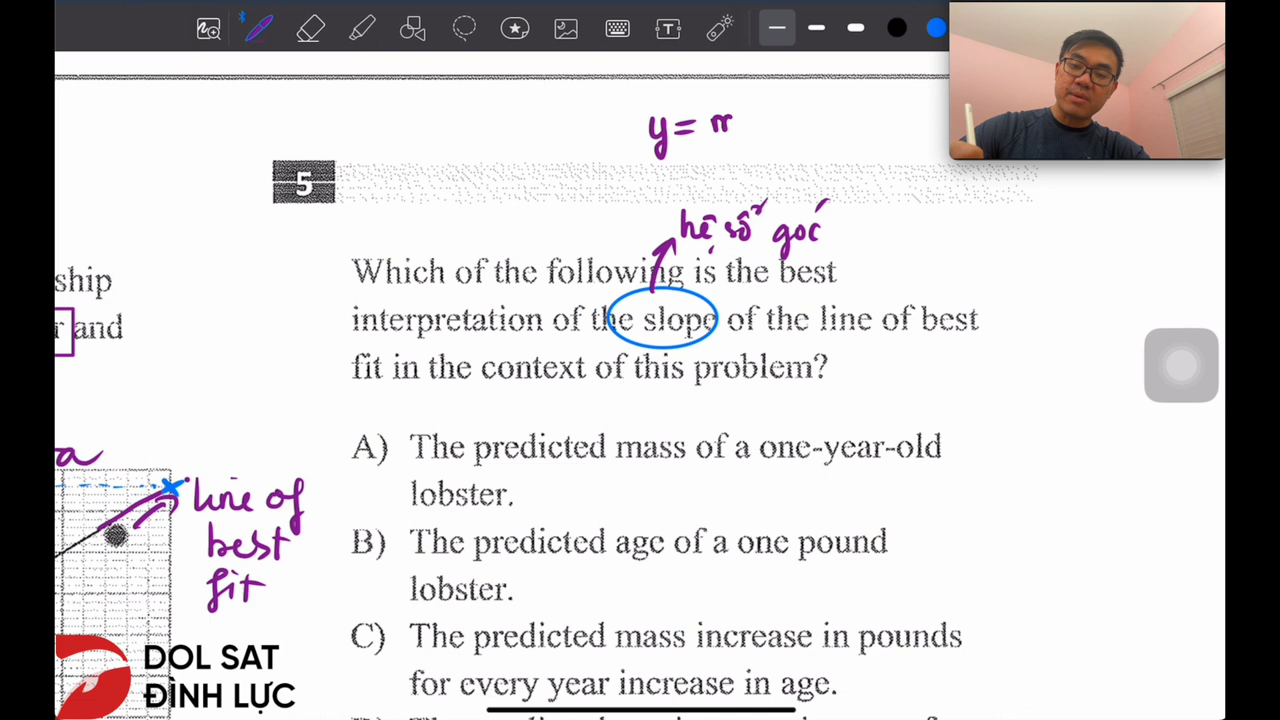 y = m
5
hệ số góc
ship
r and
Which of the following is the best
interpretation of the slope of the line of best
fit in the context of this problem?
a
line of
best
fit
A) The predicted mass of a one-year-old
lobster.
B) The predicted age of a one pound
lobster.
C) The predicted mass increase in pounds
for every year increase in age.
DOL SAT
ĐÌNH LỰC